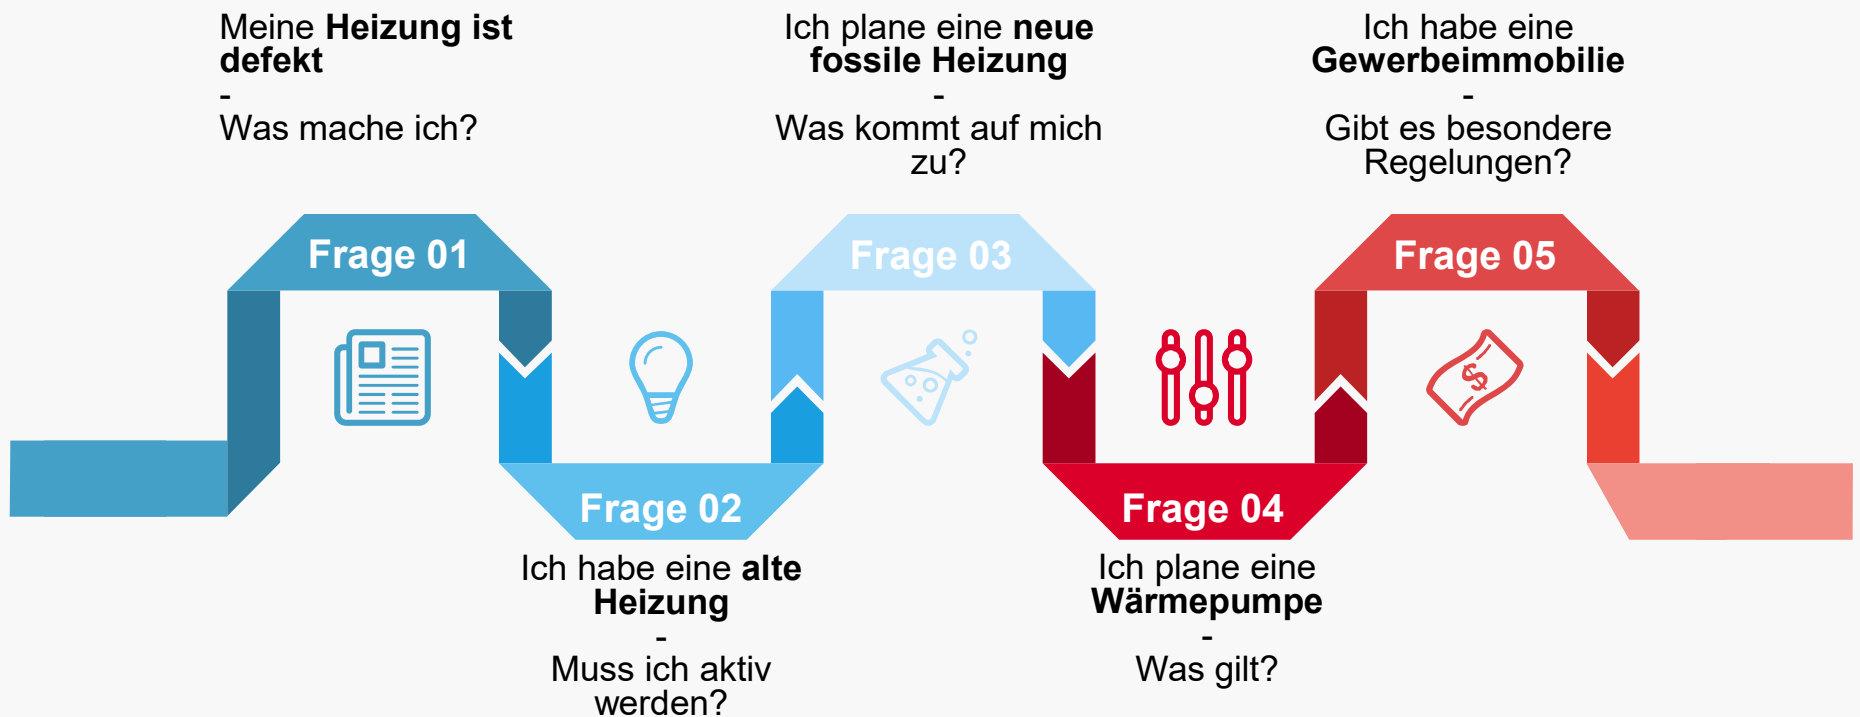 Meine Heizung ist
defekt
-
Was mache ich?
Ich plane eine neue
fossile Heizung
-
Was kommt auf mich
zu?
Ich habe eine
Gewerbeimmobilie
-
Gibt es besondere
Regelungen?
Frage 01
Frage 03
Frage 05
$
Frage 02
Frage 04
Ich habe eine alte
Heizung
-
Muss ich aktiv
werden?
Ich plane eine
Wärmepumpe
-
Was gilt?